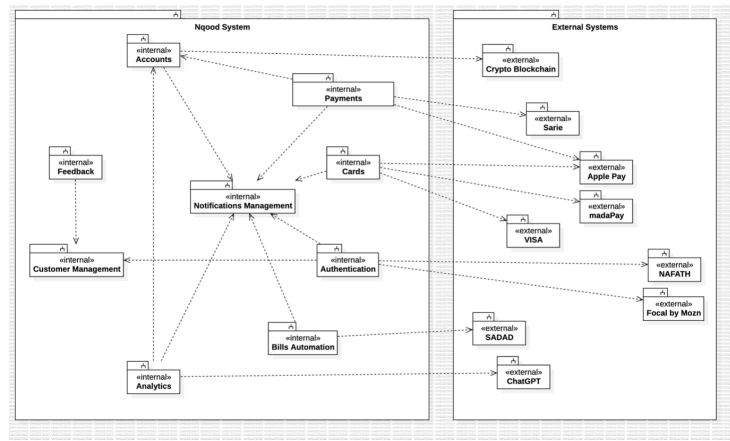 Nqood System
External Systems
«internal»
Accounts
«external»
Crypto Blockchain
«internal»
Payments
«external»
Sarie
«internal»
Feedback
«internal»
Cards
«external»
Apple Pay
«internal»
Notifications Management
«external»
madaPay
«external»
VISA
«internal»
Customer Management
«internal»
Authentication
«external»
NAFATH
«external»
Focal by Mozn
«internal»
Bills Automation
«external»
SADAD
«internal»
Analytics
«external»
ChatGPT